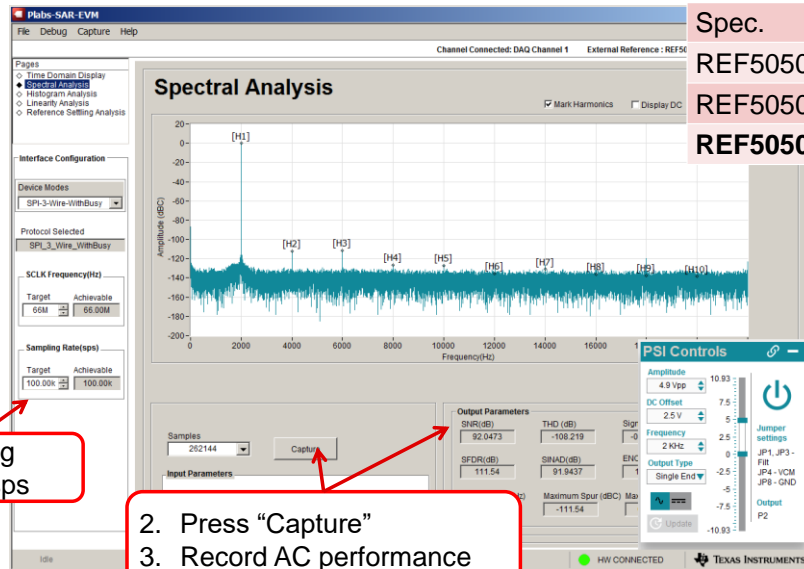 Plabs-SAR-EVM
File Debug Capture Help
Channel Connected: DAQ Channel 1 External Reference : REF50
Spec.
REF5050
REF5050
REF5050
Pages
Time Domain Display
Spectral Analysis
Histogram Analysis
Linearity Analysis
Reference Settling Analysis
Interface Configuration
Device Modes
SPI-3-Wire-WithBusy
Protocol Selected
SPI_3_Wire_WithBusy
SCLK Frequency(Hz)
Target Achievable
66M 66.00M
Sampling Rate(sps)
Target Achievable
100.00k 100.00k
Spectral Analysis
Mark Harmonics Display DC
Amplitude (dBC)
20
0
-20
-40
-60
-80
-100
-120
-140
-160
-180
-200
[H1]
[H2]
[H3]
[H4]
[H5]
[H6]
[H7]
[H8]
[H9]
[H10]
0 2000 4000 6000 8000 10000 12000 14000 16000
Frequency(Hz)
Samples
262144
Capture
Input Parameters
Output Parameters
SNR(dB) THD (dB)
92.0473 -108.219
SFDR(dB) SINAD(dB)
111.54 91.9437
Maximum Spur (dBC)
-111.54
PSI Controls
Amplitude
4.9 Vpp
DC Offset
2.5 V
Frequency
2 KHz
Output Type
Single End
Update
10.93
7.5
5
2.5
0
-2.5
-5
-7.5
-10.93
Jumper settings
JP1, JP3 -
Filt
JP4 - VCM
JP8 - GND
Output
P2
ps
2. Press “Capture”
3. Record AC performance
Idle
HW CONNECTED
TEXAS INSTRUMENTS